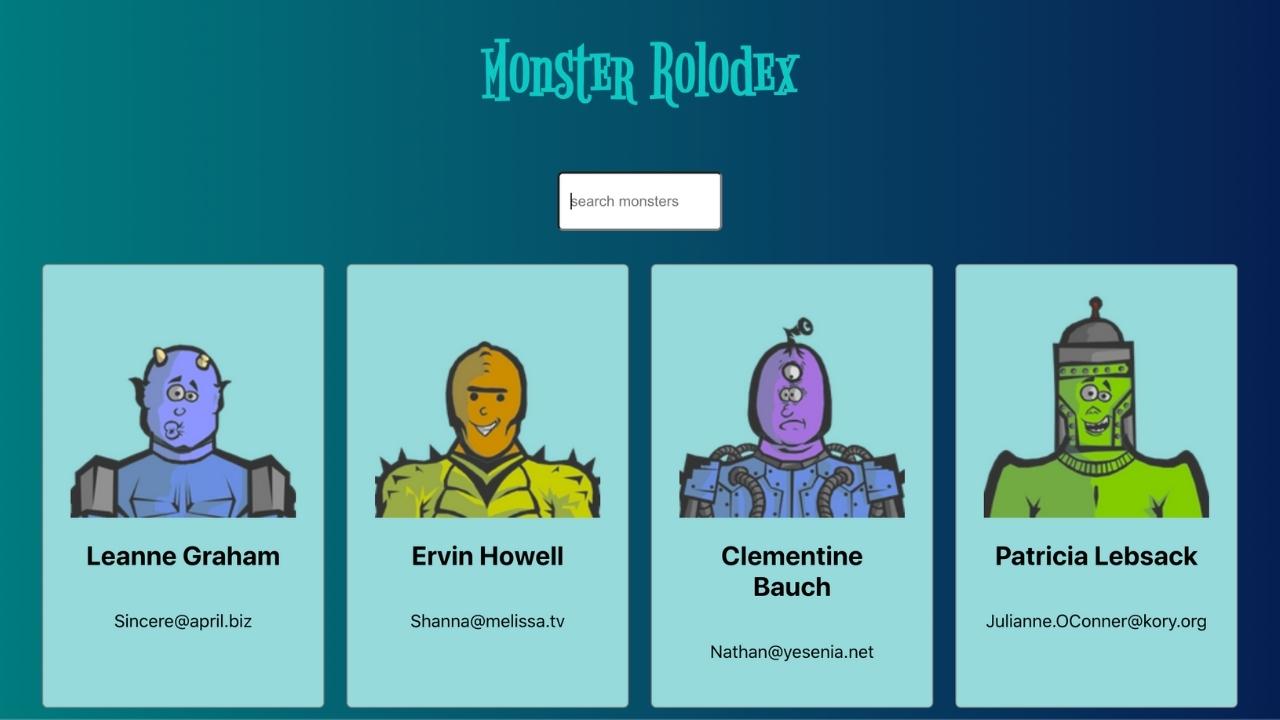 Monster Rolodex
search monsters
Leanne Graham
Sincere@april.biz
Ervin Howell
Shanna@melissa.tv
Clementine
Bauch
Nathan@yesenia.net
Patricia Lebsack
Julianne.OConner@kory.org